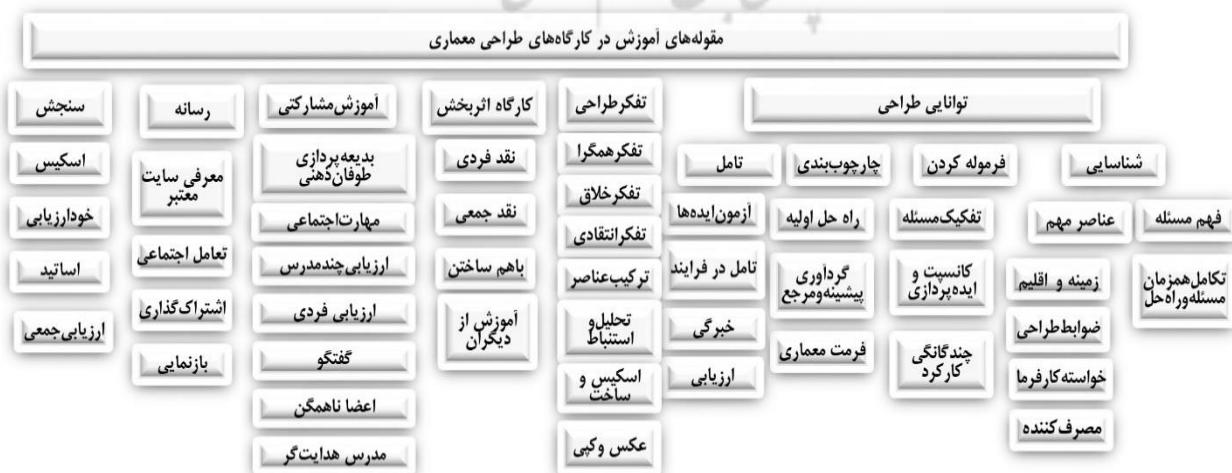 مقوله‌های آموزش در کارگاه‌های طراحی معماری
توانایی طراحی
تفکرطراحی
کارگاه اثربخش
آموزش‌مشارکتی
رسانه
سنجش
شناسایی
فرموله کردن
چارچوب‌بندی
تامل
فهم مسئله
تکامل‌همزمان
مسئله‌وراه‌حل
عناصر مهم
زمینه و اقلیم
ضوابط‌طراحی
خواسته‌کارفرما
مصرف‌کننده
تفکیک‌مسئله
کانسپت و
ایده‌پردازی
چندگانگی
کارکرد
راه حل اولیه
گردآوری
پیشینه‌ومرجع
فرمت معماری
آزمون‌ایده‌ها
تامل در فرایند
خبرگی
ارزیابی
تفکرهمگرا
تفکرخلاق
تفکرانتقادی
ترکیب‌عناصر
تحلیل‌و
استنباط
اسکیس و
ساخت
عکس وکپی
نقد فردی
نقد جمعی
باهم ساختن
آموزش از
دیگران
بدیعه‌پردازی
طوفان‌ذهنی
مهارت‌اجتماعی
ارزیابی‌چندمدرس
ارزیابی فردی
گفتگو
اعضا ناهمگن
مدرس هدایت‌گر
معرفی سایت
معتبر
تعامل اجتماعی
اشتراک‌گذاری
بازنمایی
اسکیس
خودارزیابی
اساتید
ارزیابی‌جمعی